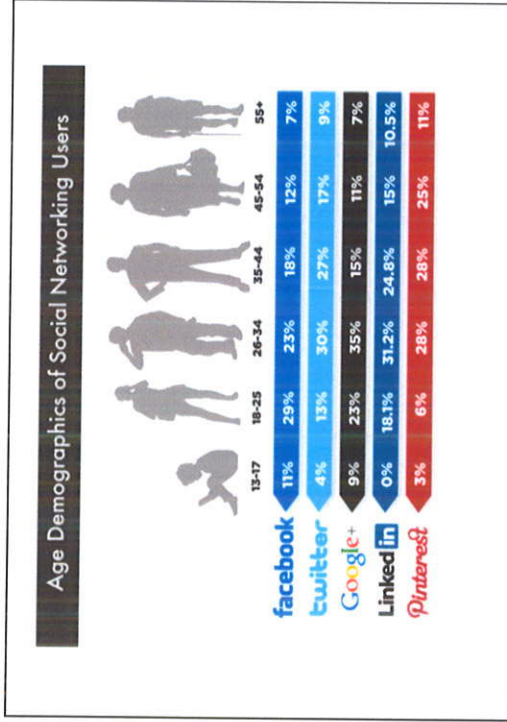 Age Demographics of Social Networking Users
13-17 18-25 26-34 35-44 45-54 55+
facebook 11% 29% 23% 18% 12% 7%
twitter 4% 13% 30% 27% 17% 9%
Google+ 9% 23% 35% 15% 11% 7%
Linked in 0% 18.1% 31.2% 24.8% 15% 10.5%
Pinterest 3% 6% 28% 28% 25% 11%